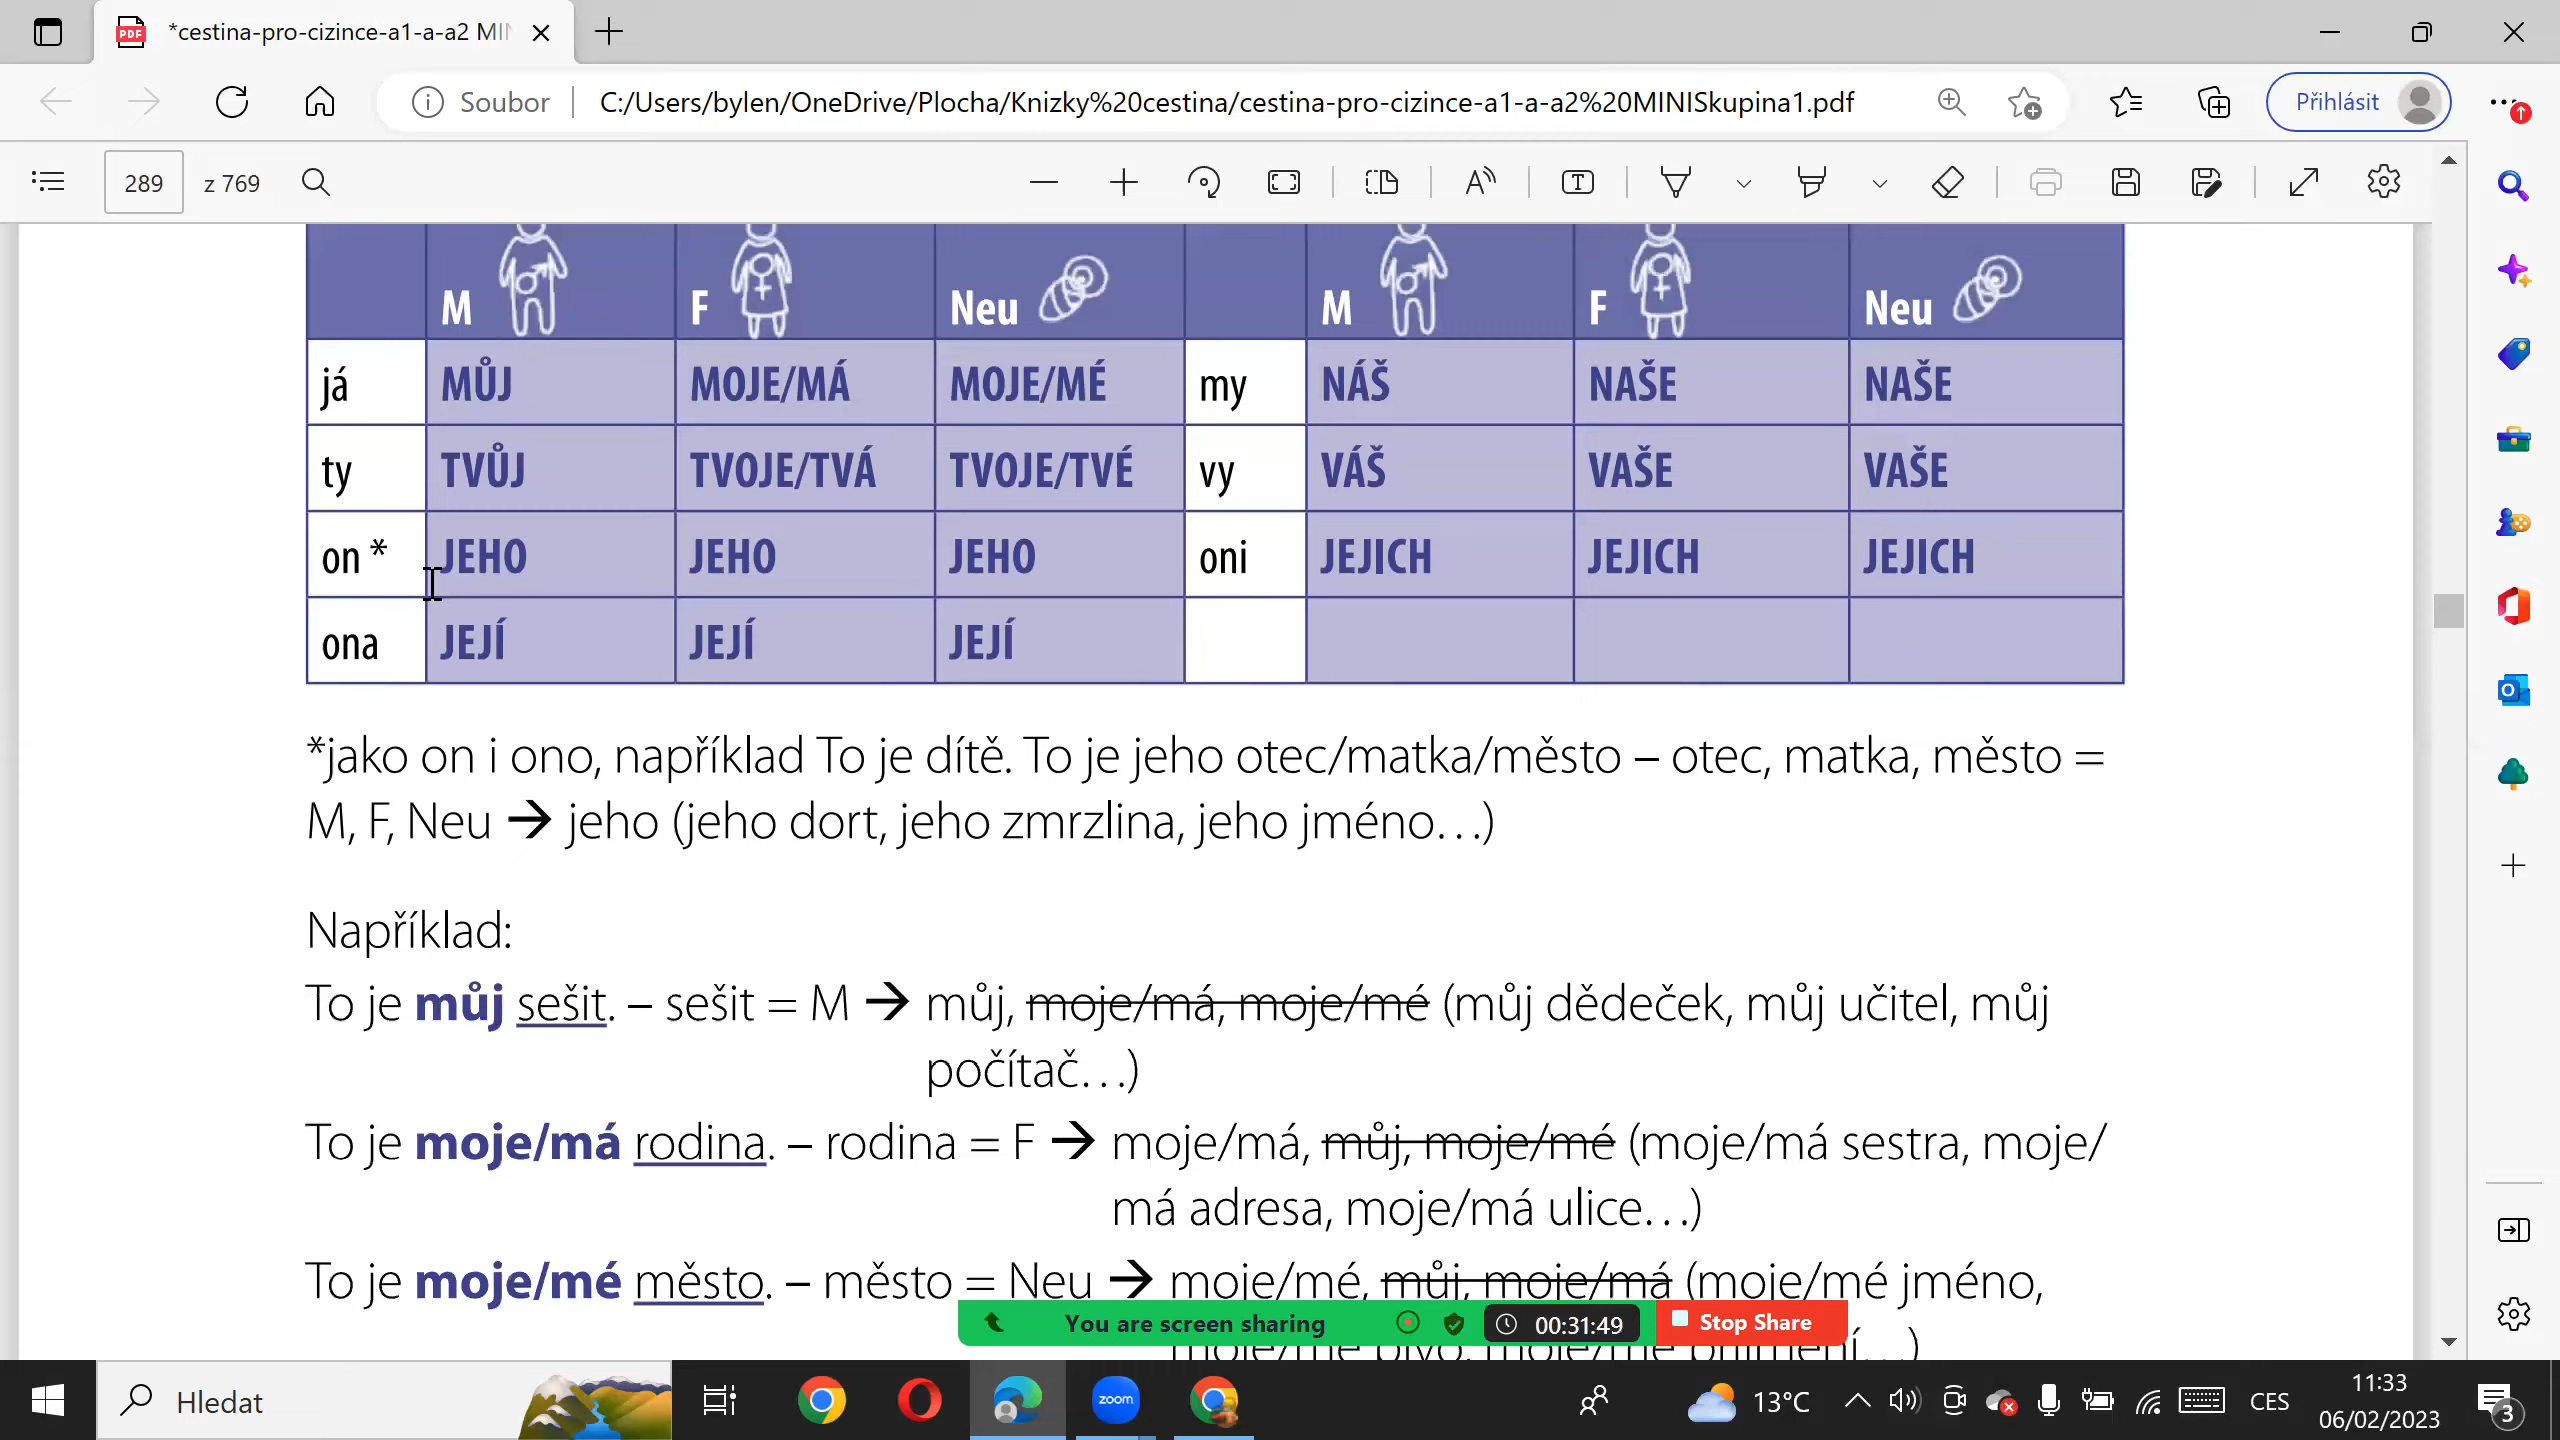 *cestina-pro-cizince-a1-a-a2 MIN
Soubor C:/Users/bylen/OneDrive/Plocha/Knizky%20cestina/cestina-pro-cizince-a1-a-a2%20MINISkupina1.pdf Přihlásit
289 z 769
M F Neu M F Neu
já MŮJ MOJE/MÁ MOJE/MÉ my NÁŠ NAŠE NAŠE
ty TVŮJ TVOJE/TVÁ TVOJE/TVÉ vy VÁŠ VAŠE VAŠE
on * JEHO JEHO JEHO oni JEJICH JEJICH JEJICH
ona JEJÍ JEJÍ JEJÍ
*jako on i ono, například To je dítě. To je jeho otec/matka/město – otec, matka, město =
M, F, Neu → jeho (jeho dort, jeho zmrzlina, jeho jméno…)
Například:
To je můj sešit. – sešit = M → můj, moje/má, moje/mé (můj dědeček, můj učitel, můj
počítač…)
To je moje/má rodina. – rodina = F → moje/má, můj, moje/mé (moje/má sestra, moje/
má adresa, moje/má ulice…)
To je moje/mé město. – město = Neu → moje/mé, můj, moje/má (moje/mé jméno,
You are screen sharing 00:31:49 Stop Share
Hledat zoom 13°C CES 11:33
06/02/2023 3